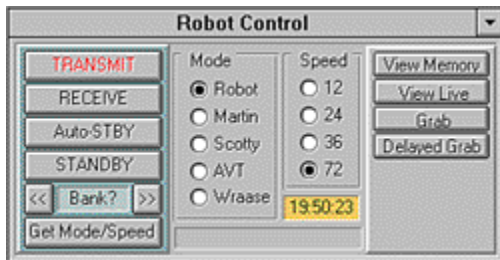 Robot Control
TRANSMIT
RECEIVE
Auto-STBY
STANDBY
<< Bank? >>
Get Mode/Speed
Mode
Robot
Martin
Scotty
AVT
Wraase
Speed
12
24
36
72
19:50:23
View Memory
View Live
Grab
Delayed Grab